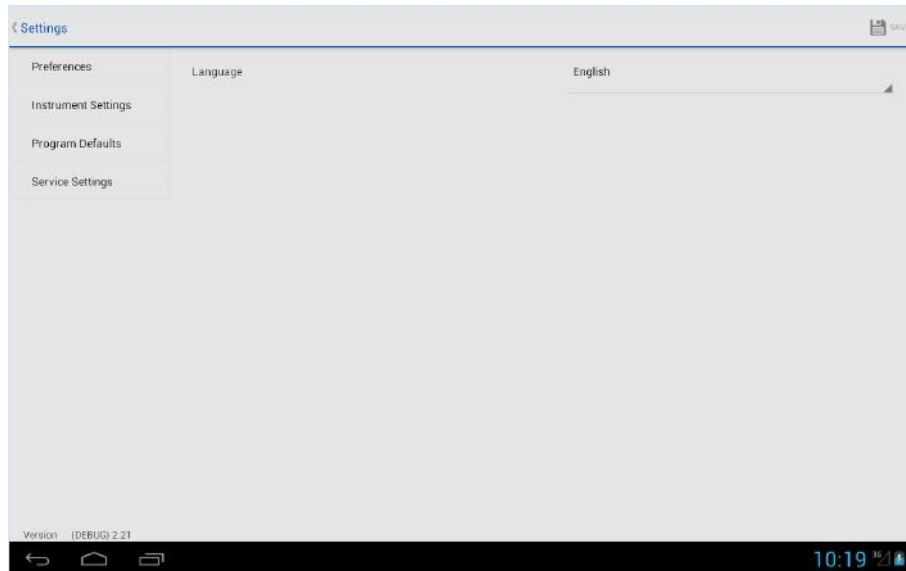 Settings
Preferences
Language
English
Instrument Settings
Program Defaults
Service Settings
Version (DEBUG) 2.21
10:19